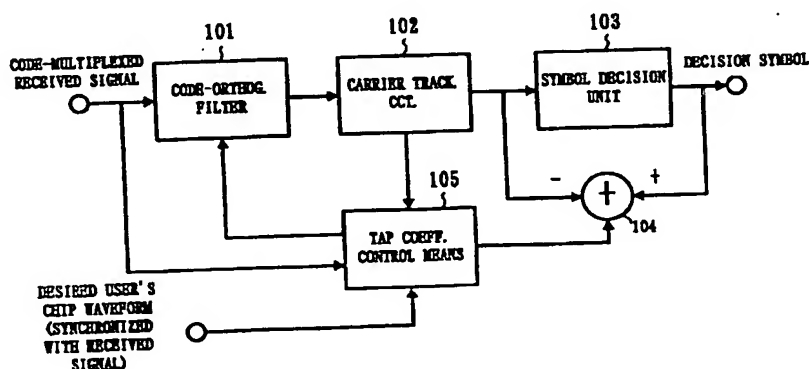 101
102
103
CODE-MULTIPLEXED
RECEIVED SIGNAL
CODE-ORTHOG.
FILTER
CARRIER TRACK.
CCT.
SYMBOL DECISION
UNIT
DECISION SYMBOL
105
- + +
104
TAP COEFF.
CONTROL MEANS
DESIRED USER'S
CHIP WAVEFORM
(SYNCHRONIZED
WITH RECEIVED
SIGNAL)